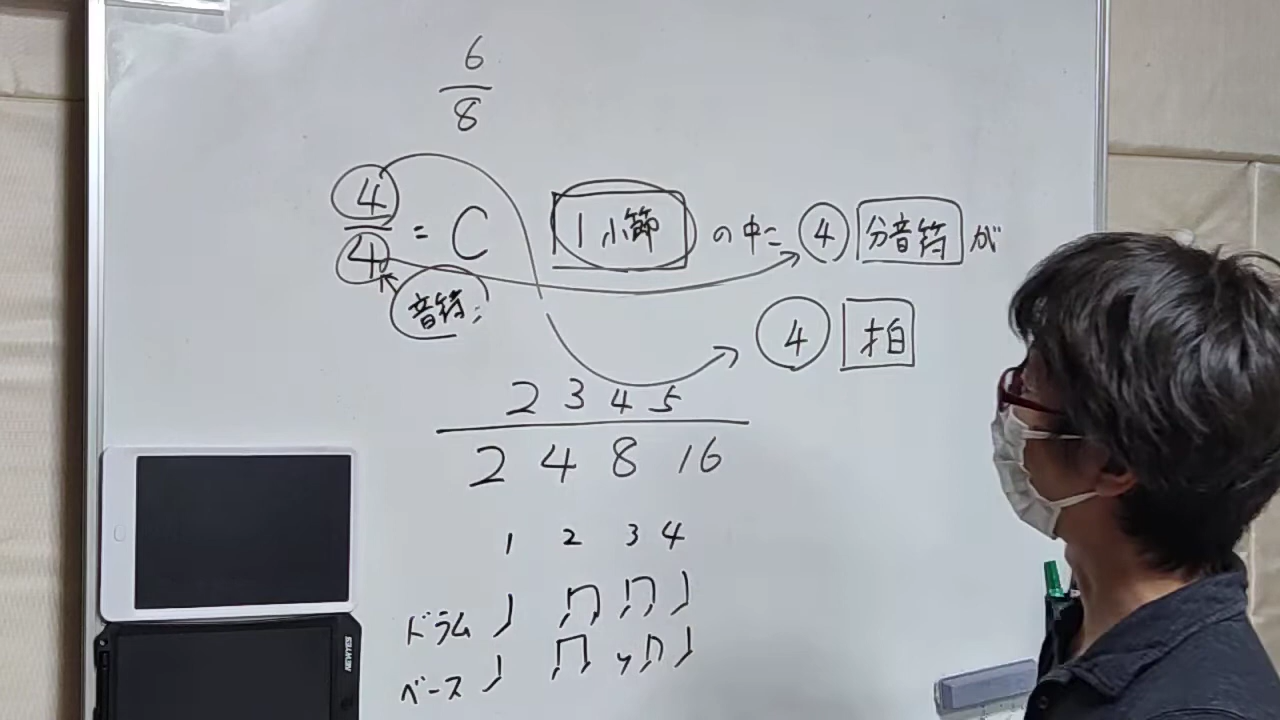 6
8
4
4 = C
1小節 の中に 4 分音符 が
音符
4 拍
2 3 4 5
2 4 8 16
1 2 3 4
ドラム
ベース
NEWYES